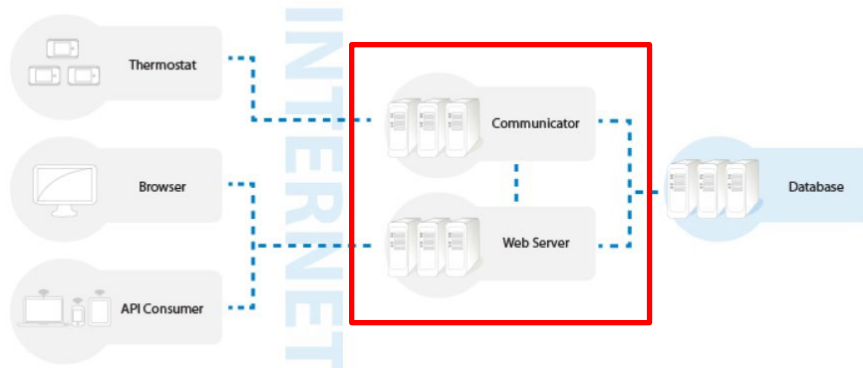 Thermostat
INTERNET
Communicator
Browser
Database
Web Server
API Consumer